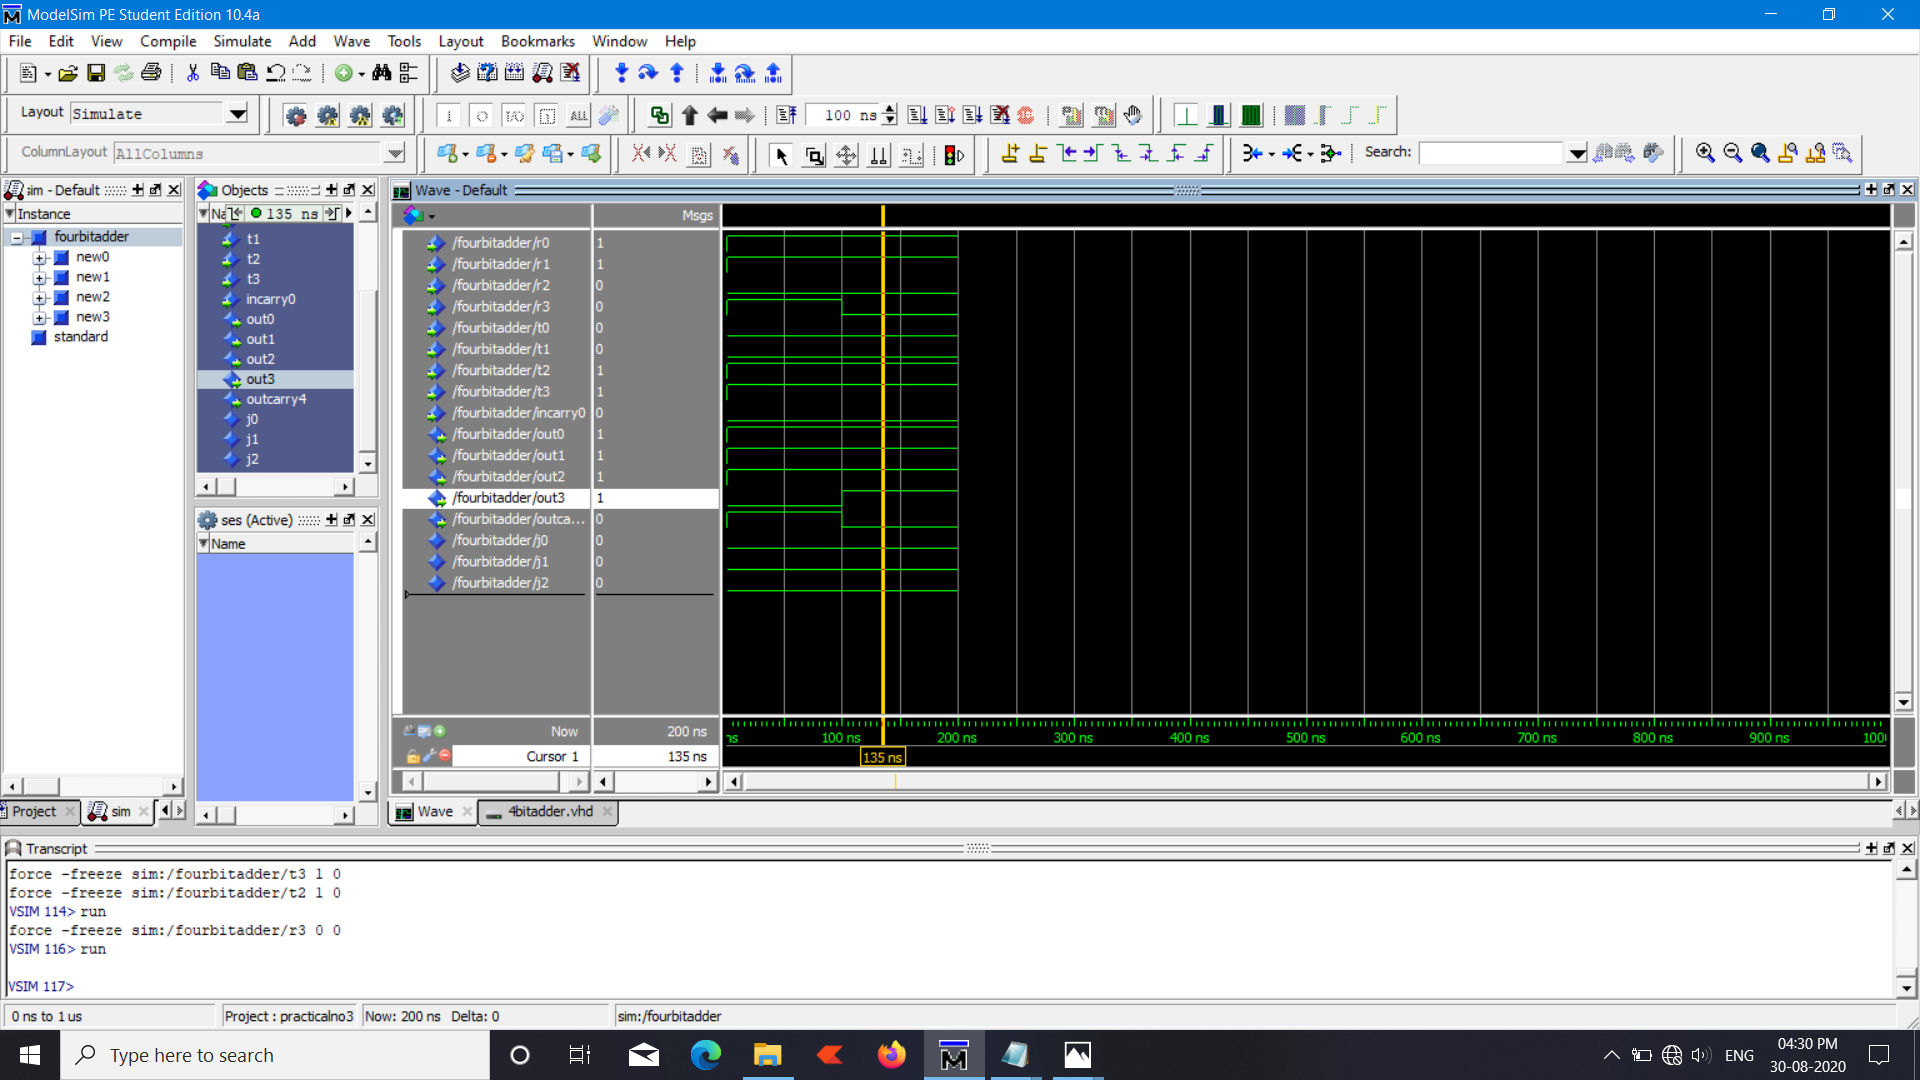 ModelSim PE Student Edition 10.4a
File Edit View Compile Simulate Add Wave Tools Layout Bookmarks Window Help
Layout Simulate
100 ns
ColumnLayout AllColumns
Search:
sim - Default
Instance
fourbitadder
new0
new1
new2
new3
standard
Objects
135 ns
t1
t2
t3
incarry0
out0
out1
out2
out3
outcarry4
j0
j1
j2
ses (Active)
Name
Wave - Default
Msgs
/fourbitadder/r0 1
/fourbitadder/r1 1
/fourbitadder/r2 0
/fourbitadder/r3 0
/fourbitadder/t0 0
/fourbitadder/t1 0
/fourbitadder/t2 1
/fourbitadder/t3 1
/fourbitadder/incarry0 0
/fourbitadder/out0 1
/fourbitadder/out1 1
/fourbitadder/out2 1
/fourbitadder/out3 1
/fourbitadder/outca... 0
/fourbitadder/j0 0
/fourbitadder/j1 0
/fourbitadder/j2 0
Now 200 ns
Cursor 1 135 ns
ns 100 ns 200 ns 300 ns 400 ns 500 ns 600 ns 700 ns 800 ns 900 ns 100
135 ns
Project sim
Wave 4bitadder.vhd
Transcript
force -freeze sim:/fourbitadder/t3 1 0
force -freeze sim:/fourbitadder/t2 1 0
VSIM 114> run
force -freeze sim:/fourbitadder/r3 0 0
VSIM 116> run
VSIM 117>
0 ns to 1 us Project : practicalno3 Now: 200 ns Delta: 0 sim:/fourbitadder
Type here to search
ENG
04:30 PM
30-08-2020